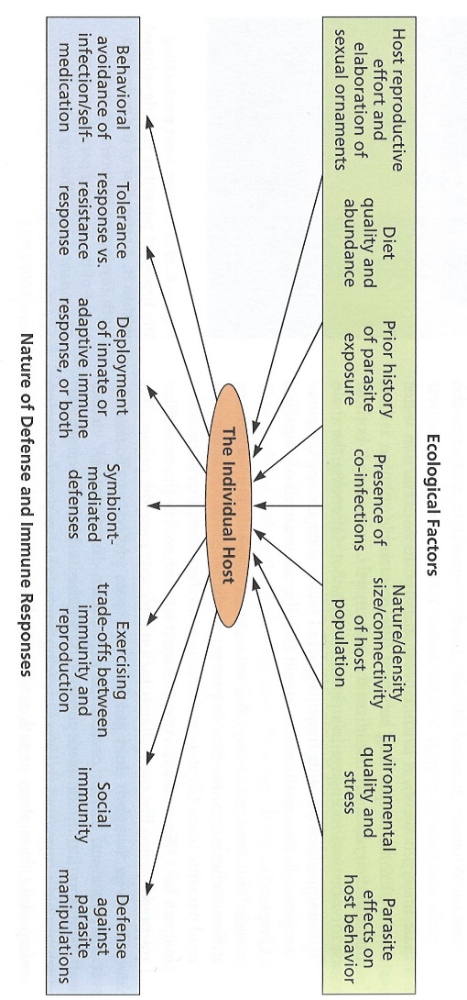 Ecological Factors
Host reproductive
effort and
elaboration of
sexual ornaments
Diet
quality and
abundance
Prior history
of parasite
exposure
Presence of
co-infections
Nature/density
size/connectivity
of host
population
Environmental
quality and
stress
Parasite
effects on
host behavior
The Individual Host
Behavioral
avoidance of
infection/self-
medication
Tolerance
response vs.
resistance
response
Deployment
of innate or
adaptive immune
response, or both
Symbiont-
mediated
defenses
Exercising
trade-offs between
immunity and
reproduction
Social
immunity
Defense
against
parasite
manipulations
Nature of Defense and Immune Responses